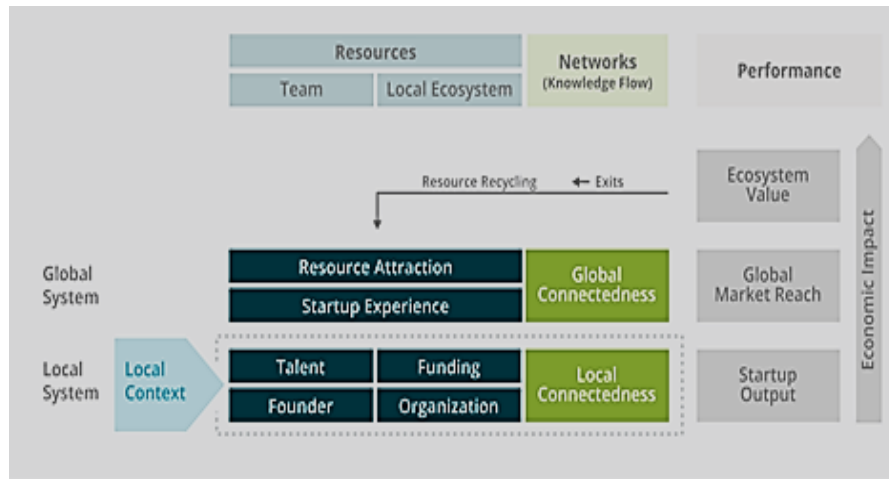 Resources
Networks
(Knowledge Flow)
Performance
Team
Local Ecosystem
Resource Recycling
← Exits
Ecosystem
Value
Economic Impact
Global
System
Resource Attraction
Startup Experience
Global
Connectedness
Global
Market Reach
Local
System
Local
Context
Talent
Funding
Founder
Organization
Local
Connectedness
Startup
Output